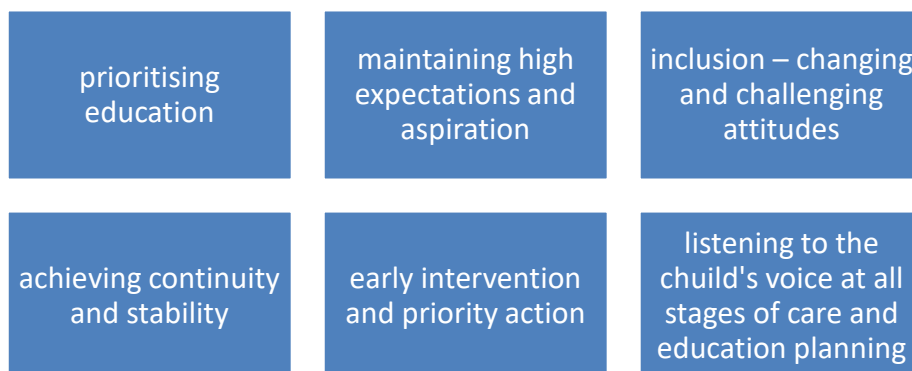 prioritising
education
maintaining high
expectations and
aspiration
inclusion – changing
and challenging
attitudes
achieving continuity
and stability
early intervention
and priority action
listening to the
chuild's voice at all
stages of care and
education planning